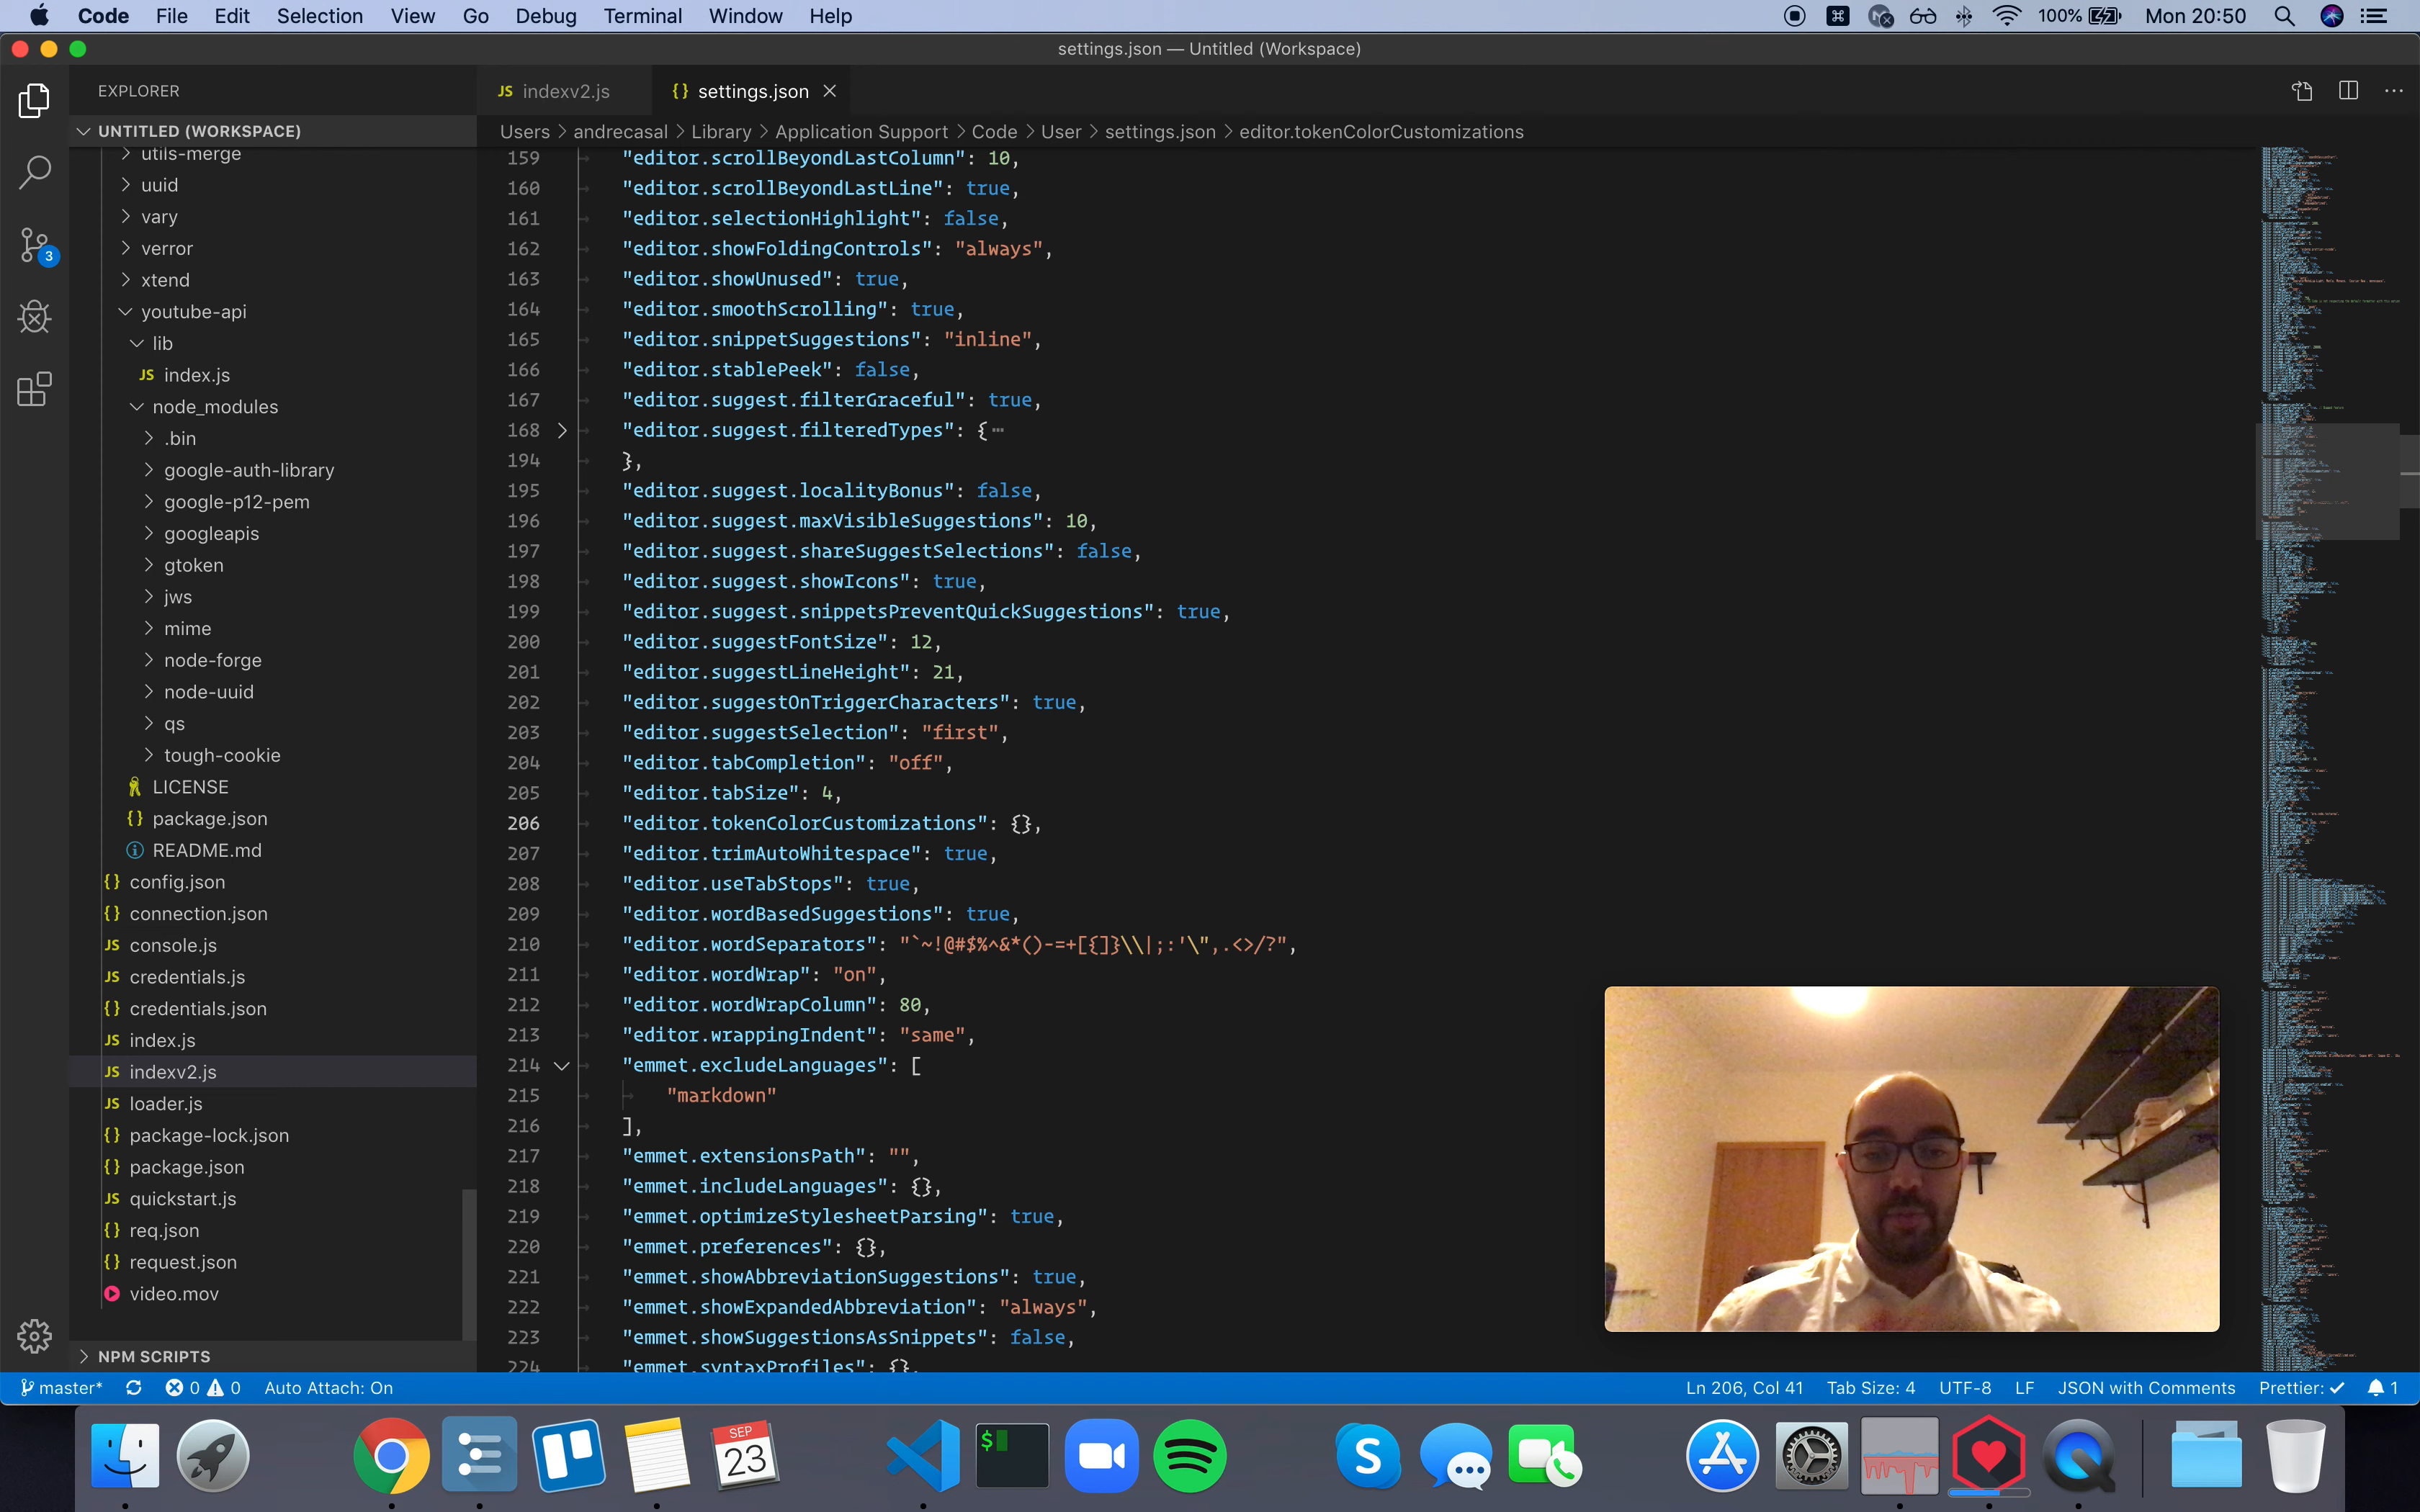 Code File Edit Selection View Go Debug Terminal Window Help 100% Mon 20:50
settings.json — Untitled (Workspace)
EXPLORER
JS indexv2.js
{} settings.json
UNTITLED (WORKSPACE)
Users > andrecasal > Library > Application Support > Code > User > settings.json > editor.tokenColorCustomizations
utils-merge
uuid
vary
verror
xtend
youtube-api
lib
JS index.js
node_modules
.bin
google-auth-library
google-p12-pem
googleapis
gtoken
jws
mime
node-forge
node-uuid
qs
tough-cookie
LICENSE
{} package.json
README.md
{} config.json
{} connection.json
JS console.js
JS credentials.js
{} credentials.json
JS index.js
JS indexv2.js
JS loader.js
{} package-lock.json
{} package.json
JS quickstart.js
{} req.json
{} request.json
video.mov
NPM SCRIPTS
3
159 "editor.scrollBeyondLastColumn": 10,
160 "editor.scrollBeyondLastLine": true,
161 "editor.selectionHighlight": false,
162 "editor.showFoldingControls": "always",
163 "editor.showUnused": true,
164 "editor.smoothScrolling": true,
165 "editor.snippetSuggestions": "inline",
166 "editor.stablePeek": false,
167 "editor.suggest.filterGraceful": true,
168 "editor.suggest.filteredTypes": {⋯
194 },
195 "editor.suggest.localityBonus": false,
196 "editor.suggest.maxVisibleSuggestions": 10,
197 "editor.suggest.shareSuggestSelections": false,
198 "editor.suggest.showIcons": true,
199 "editor.suggest.snippetsPreventQuickSuggestions": true,
200 "editor.suggestFontSize": 12,
201 "editor.suggestLineHeight": 21,
202 "editor.suggestOnTriggerCharacters": true,
203 "editor.suggestSelection": "first",
204 "editor.tabCompletion": "off",
205 "editor.tabSize": 4,
206 "editor.tokenColorCustomizations": {},
207 "editor.trimAutoWhitespace": true,
208 "editor.useTabStops": true,
209 "editor.wordBasedSuggestions": true,
210 "editor.wordSeparators": "`~!@#$%^&*()-=+[{]}\\|;:'\",.<>/?",
211 "editor.wordWrap": "on",
212 "editor.wordWrapColumn": 80,
213 "editor.wrappingIndent": "same",
214 "emmet.excludeLanguages": [
215 "markdown"
216 ],
217 "emmet.extensionsPath": "",
218 "emmet.includeLanguages": {},
219 "emmet.optimizeStylesheetParsing": true,
220 "emmet.preferences": {},
221 "emmet.showAbbreviationSuggestions": true,
222 "emmet.showExpandedAbbreviation": "always",
223 "emmet.showSuggestionsAsSnippets": false,
224 "emmet.syntaxProfiles": {},
master* 0 0 Auto Attach: On Ln 206, Col 41 Tab Size: 4 UTF-8 LF JSON with Comments Prettier: ✓ 1
SEP
23
$
S